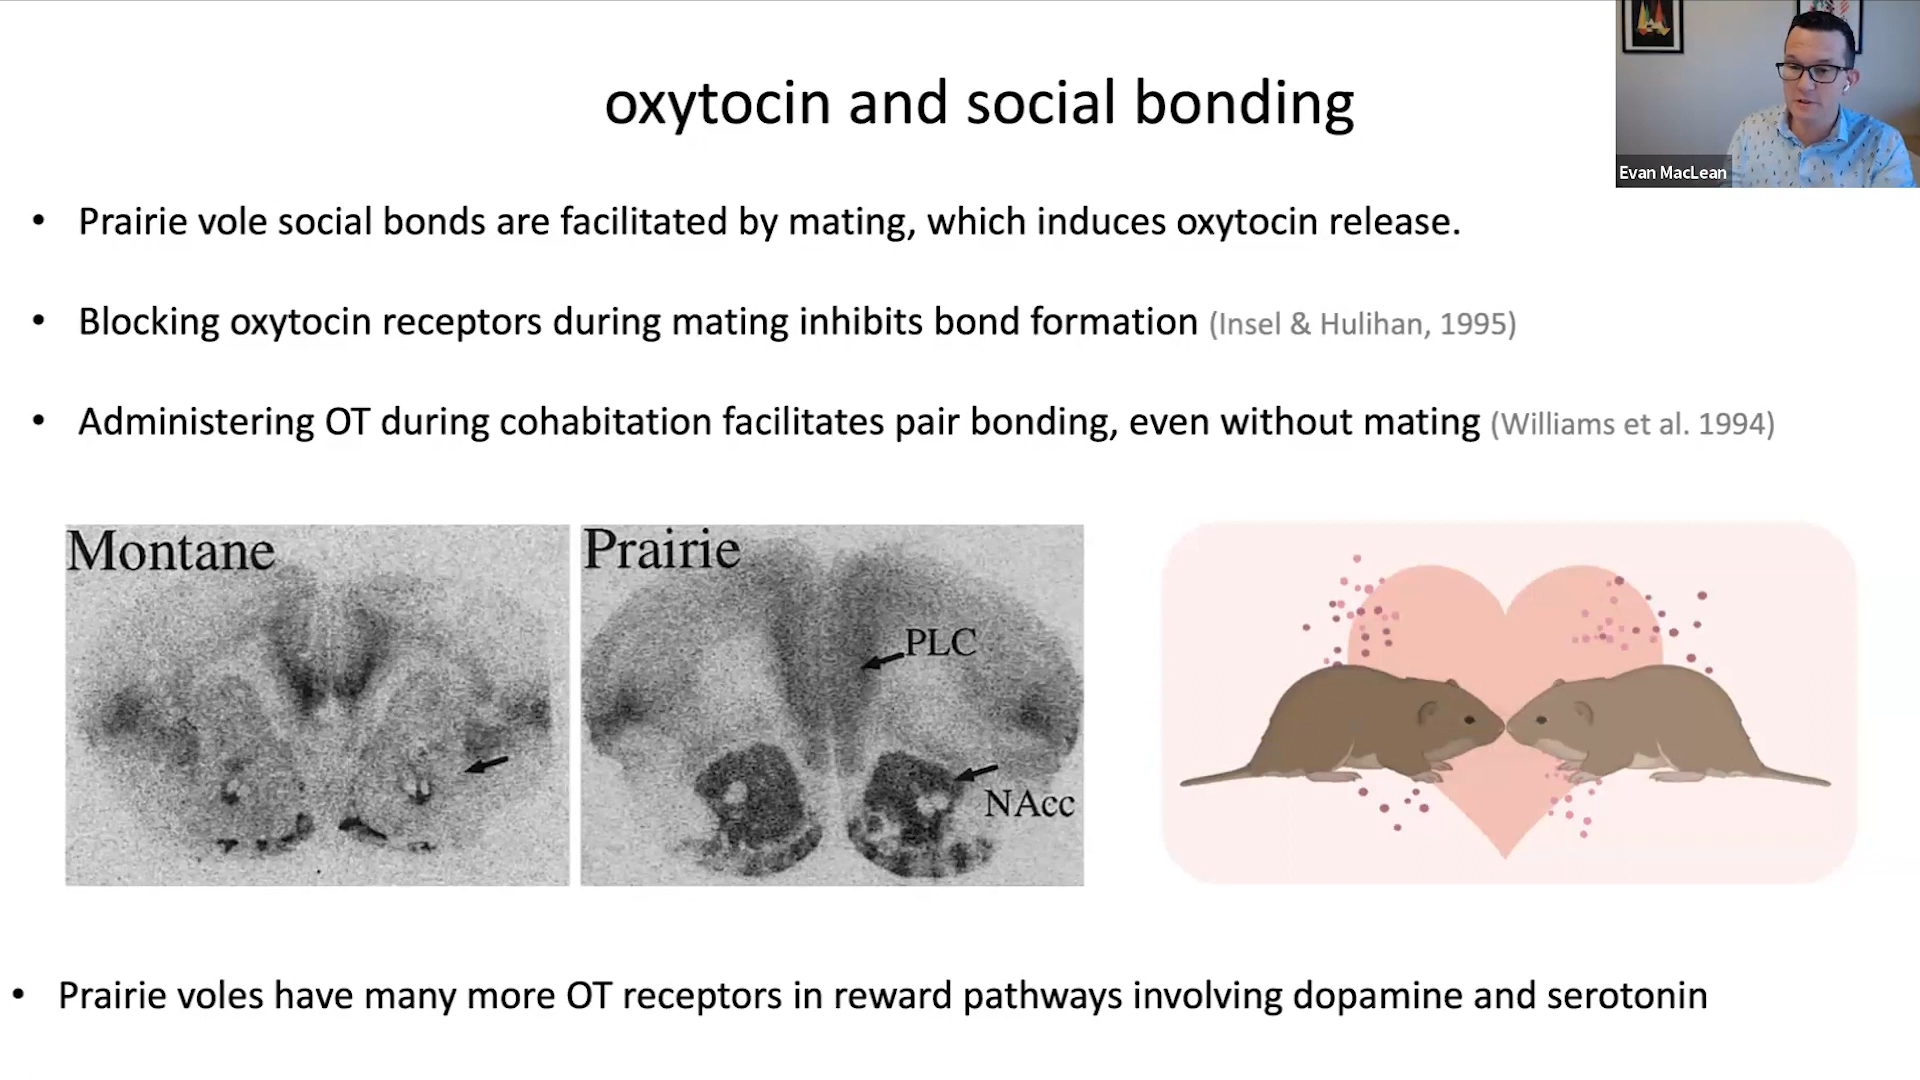 oxytocin and social bonding
Evan MacLean
• Prairie vole social bonds are facilitated by mating, which induces oxytocin release.
• Blocking oxytocin receptors during mating inhibits bond formation (Insel & Hulihan, 1995)
• Administering OT during cohabitation facilitates pair bonding, even without mating (Williams et al. 1994)
Montane
Prairie
PLC
NAcc
• Prairie voles have many more OT receptors in reward pathways involving dopamine and serotonin